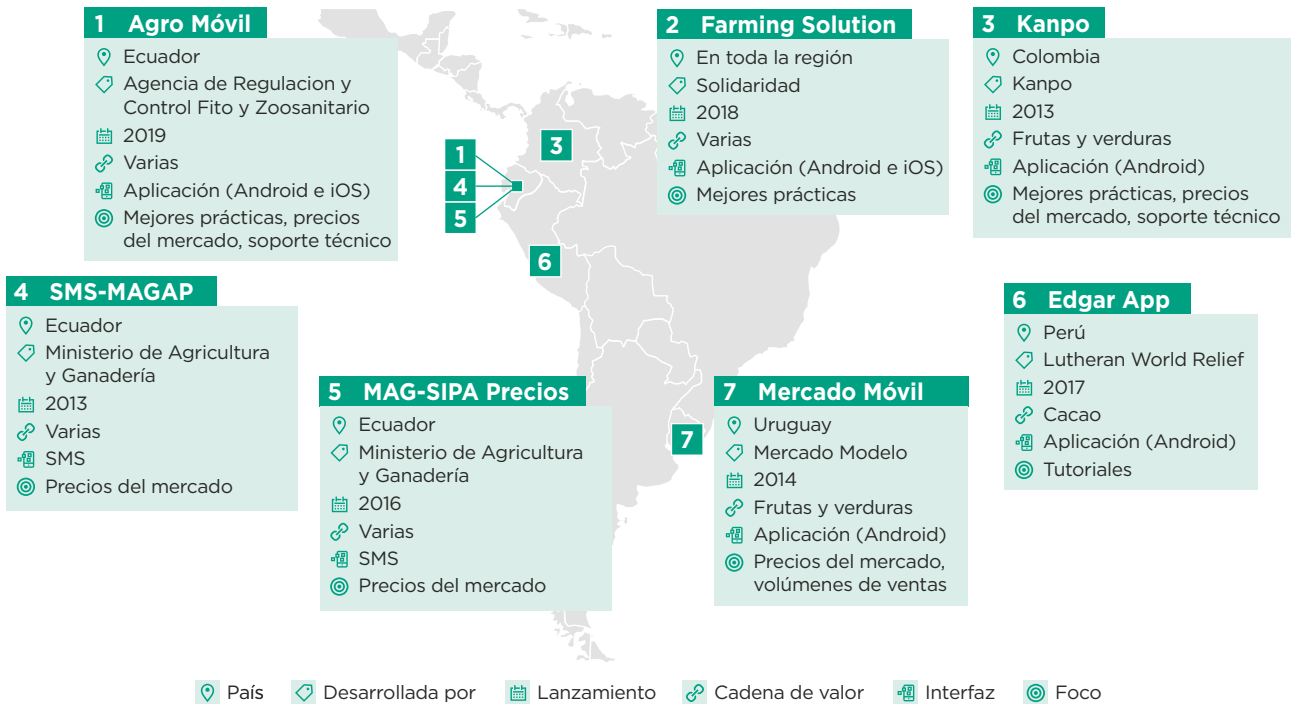 1 Agro Móvil
Ecuador
Agencia de Regulacion y
Control Fito y Zoosanitario
2019
Varias
Aplicación (Android e iOS)
Mejores prácticas, precios
del mercado, soporte técnico
2 Farming Solution
En toda la región
Solidaridad
2018
Varias
Aplicación (Android e iOS)
Mejores prácticas
3 Kanpo
Colombia
Kanpo
2013
Frutas y verduras
Aplicación (Android)
Mejores prácticas, precios
del mercado, soporte técnico
1
4
5
3
6
7
4 SMS-MAGAP
Ecuador
Ministerio de Agricultura
y Ganadería
2013
Varias
SMS
Precios del mercado
5 MAG-SIPA Precios
Ecuador
Ministerio de Agricultura
y Ganadería
2016
Varias
SMS
Precios del mercado
7 Mercado Móvil
Uruguay
Mercado Modelo
2014
Frutas y verduras
Aplicación (Android)
Precios del mercado,
volúmenes de ventas
6 Edgar App
Perú
Lutheran World Relief
2017
Cacao
Aplicación (Android)
Tutoriales
País Desarrollada por Lanzamiento Cadena de valor Interfaz Foco